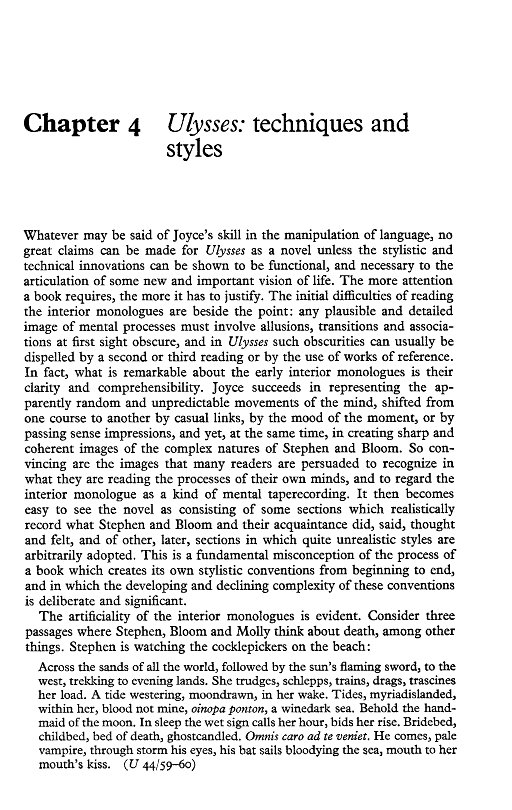 Chapter 4 Ulysses: techniques and
styles
Whatever may be said of Joyce's skill in the manipulation of language, no
great claims can be made for Ulysses as a novel unless the stylistic and
technical innovations can be shown to be functional, and necessary to the
articulation of some new and important vision of life. The more attention
a book requires, the more it has to justify. The initial difficulties of reading
the interior monologues are beside the point: any plausible and detailed
image of mental processes must involve allusions, transitions and associa-
tions at first sight obscure, and in Ulysses such obscurities can usually be
dispelled by a second or third reading or by the use of works of reference.
In fact, what is remarkable about the early interior monologues is their
clarity and comprehensibility. Joyce succeeds in representing the ap-
parently random and unpredictable movements of the mind, shifted from
one course to another by casual links, by the mood of the moment, or by
passing sense impressions, and yet, at the same time, in creating sharp and
coherent images of the complex natures of Stephen and Bloom. So con-
vincing are the images that many readers are persuaded to recognize in
what they are reading the processes of their own minds, and to regard the
interior monologue as a kind of mental taperecording. It then becomes
easy to see the novel as consisting of some sections which realistically
record what Stephen and Bloom and their acquaintance did, said, thought
and felt, and of other, later, sections in which quite unrealistic styles are
arbitrarily adopted. This is a fundamental misconception of the process of
a book which creates its own stylistic conventions from beginning to end,
and in which the developing and declining complexity of these conventions
is deliberate and significant.
The artificiality of the interior monologues is evident. Consider three
passages where Stephen, Bloom and Molly think about death, among other
things. Stephen is watching the cocklepickers on the beach:
Across the sands of all the world, followed by the sun's flaming sword, to the
west, trekking to evening lands. She trudges, schlepps, trains, drags, trascines
her load. A tide westering, moondrawn, in her wake. Tides, myriadislanded,
within her, blood not mine, oinopa ponton, a winedark sea. Behold the hand-
maid of the moon. In sleep the wet sign calls her hour, bids her rise. Bridebed,
childbed, bed of death, ghostcandled. Omnis caro ad te veniet. He comes, pale
vampire, through storm his eyes, his bat sails bloodying the sea, mouth to her
mouth's kiss. (U 44/59–60)